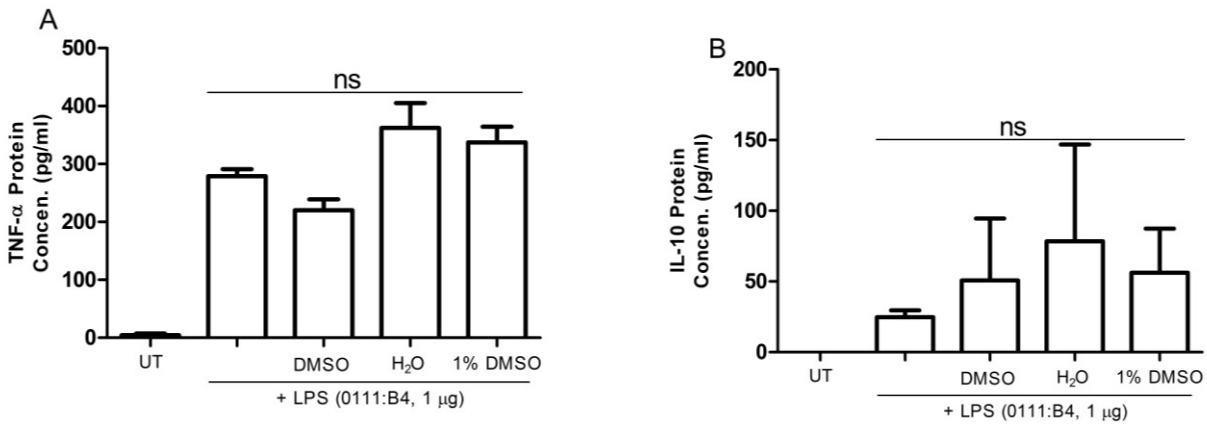 A
500
400
300
200
100
0
TNF-α Protein
Concen. (pg/ml)
ns
UT
DMSO
H₂O
1% DMSO
+ LPS (0111:B4, 1 μg)
B
200
150
100
50
0
IL-10 Protein
Concen. (pg/ml)
ns
UT
DMSO
H₂O
1% DMSO
+ LPS (0111:B4, 1 μg)